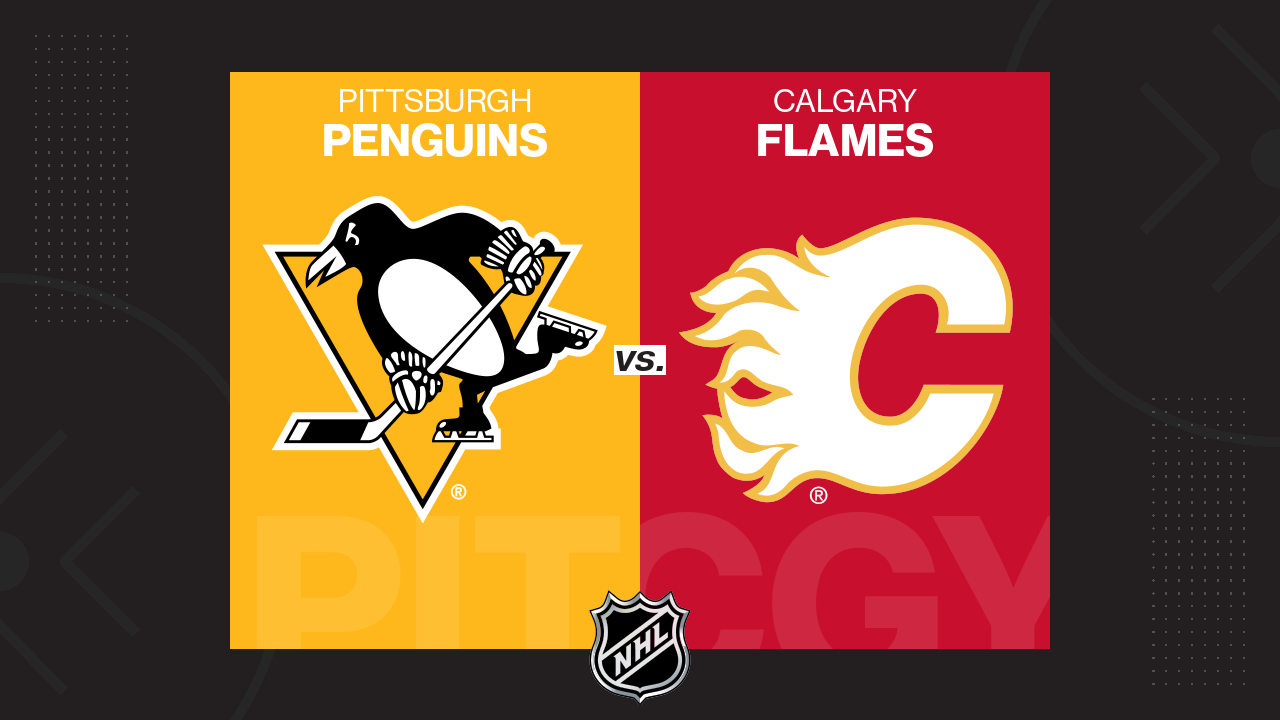 PITTSBURGH
PENGUINS
CALGARY
FLAMES
vs.
®
®
PIT
CGY
NHL